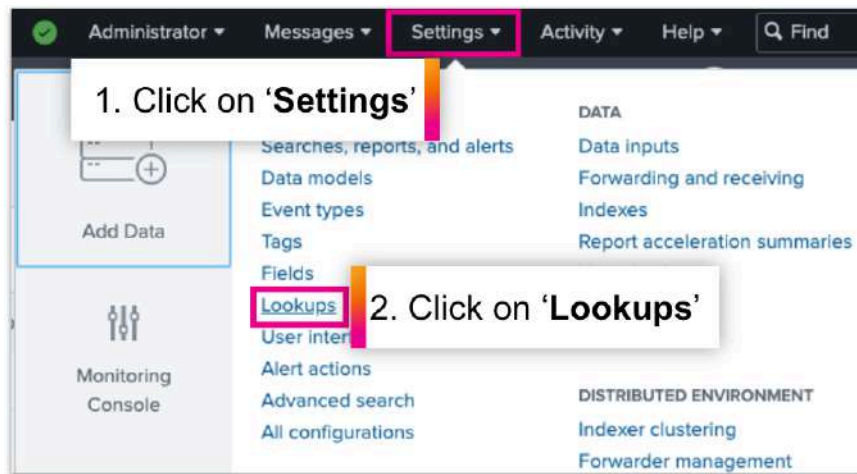 Administrator ▾ Messages ▾ Settings ▾ Activity ▾ Help ▾ Find
1. Click on ‘Settings’
Add Data
Monitoring
Console
Searches, reports, and alerts
Data models
Event types
Tags
Fields
Lookups
2. Click on ‘Lookups’
User
Alert actions
Advanced search
All configurations
DATA
Data inputs
Forwarding and receiving
Indexes
Report acceleration summaries
DISTRIBUTED ENVIRONMENT
Indexer clustering
Forwarder management